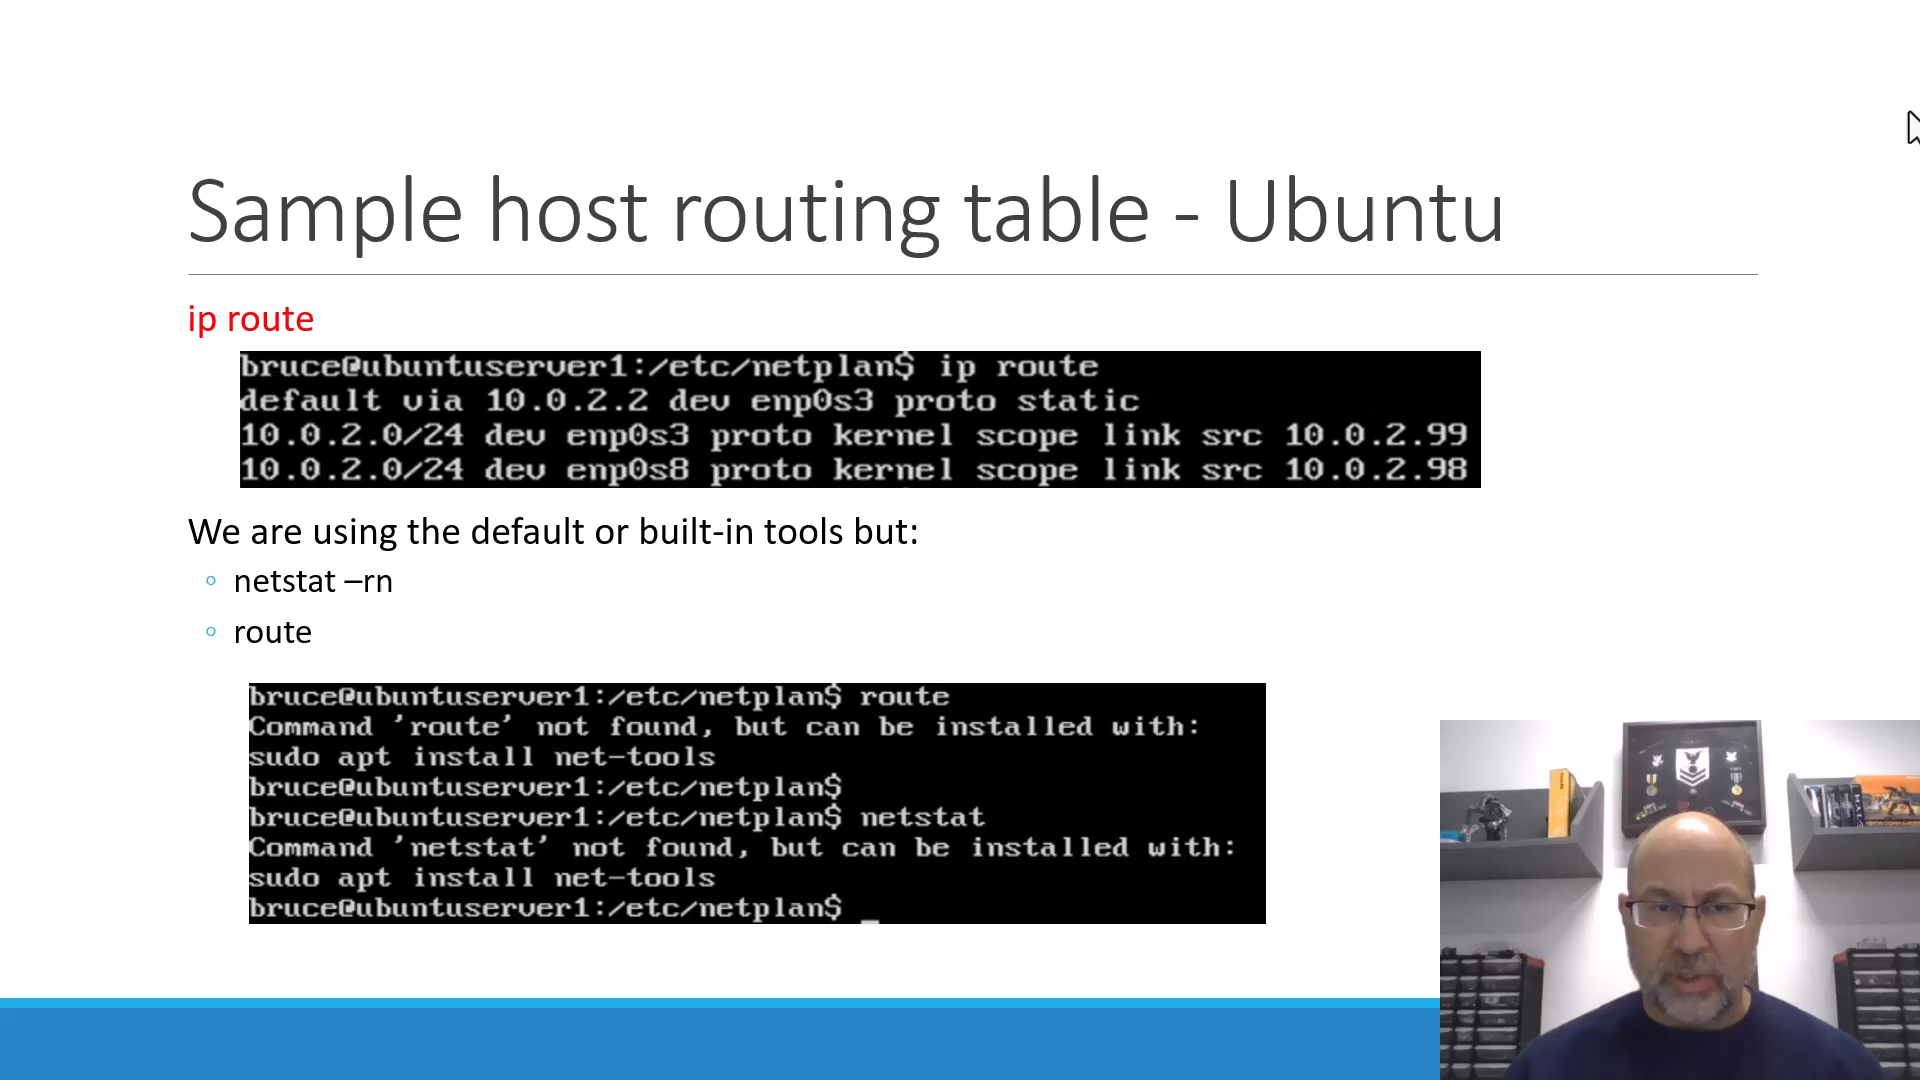 Sample host routing table - Ubuntu
ip route
bruce@ubuntuserver1:/etc/netplan$ ip route
default via 10.0.2.2 dev enp0s3 proto static
10.0.2.0/24 dev enp0s3 proto kernel scope link src 10.0.2.99
10.0.2.0/24 dev enp0s8 proto kernel scope link src 10.0.2.98
We are using the default or built-in tools but:
◦ netstat –rn
◦ route
bruce@ubuntuserver1:/etc/netplan$ route
Command 'route' not found, but can be installed with:
sudo apt install net-tools
bruce@ubuntuserver1:/etc/netplan$
bruce@ubuntuserver1:/etc/netplan$ netstat
Command 'netstat' not found, but can be installed with:
sudo apt install net-tools
bruce@ubuntuserver1:/etc/netplan$ _